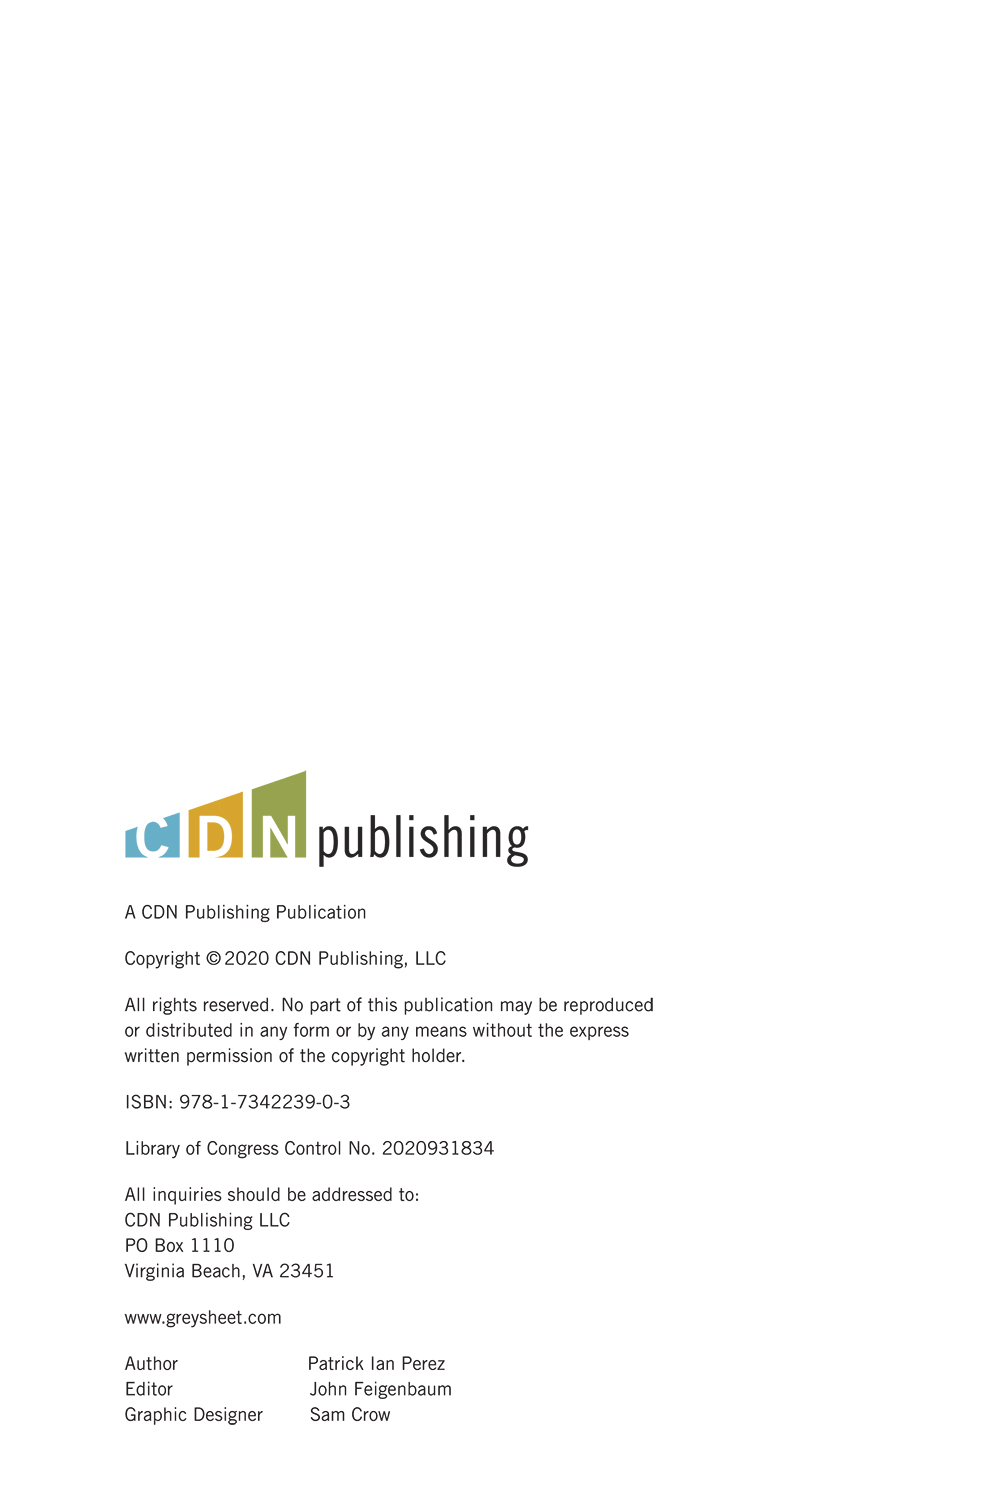 CDN publishing
A CDN Publishing Publication
Copyright © 2020 CDN Publishing, LLC
All rights reserved. No part of this publication may be reproduced
or distributed in any form or by any means without the express
written permission of the copyright holder.
ISBN: 978-1-7342239-0-3
Library of Congress Control No. 2020931834
All inquiries should be addressed to:
CDN Publishing LLC
PO Box 1110
Virginia Beach, VA 23451
www.greysheet.com
Author Patrick Ian Perez
Editor John Feigenbaum
Graphic Designer Sam Crow